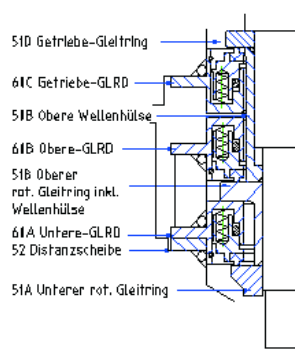 51D Getriebe-Gleitring
61C Getriebe-GLRD
51B Obere Wellenhülse
61B Obere-GLRD
51B Oberer
rot. Gleitring inkl.
Wellenhülse
61A Untere-GLRD
52 Distanzscheibe
51A Unterer rot. Gleitring